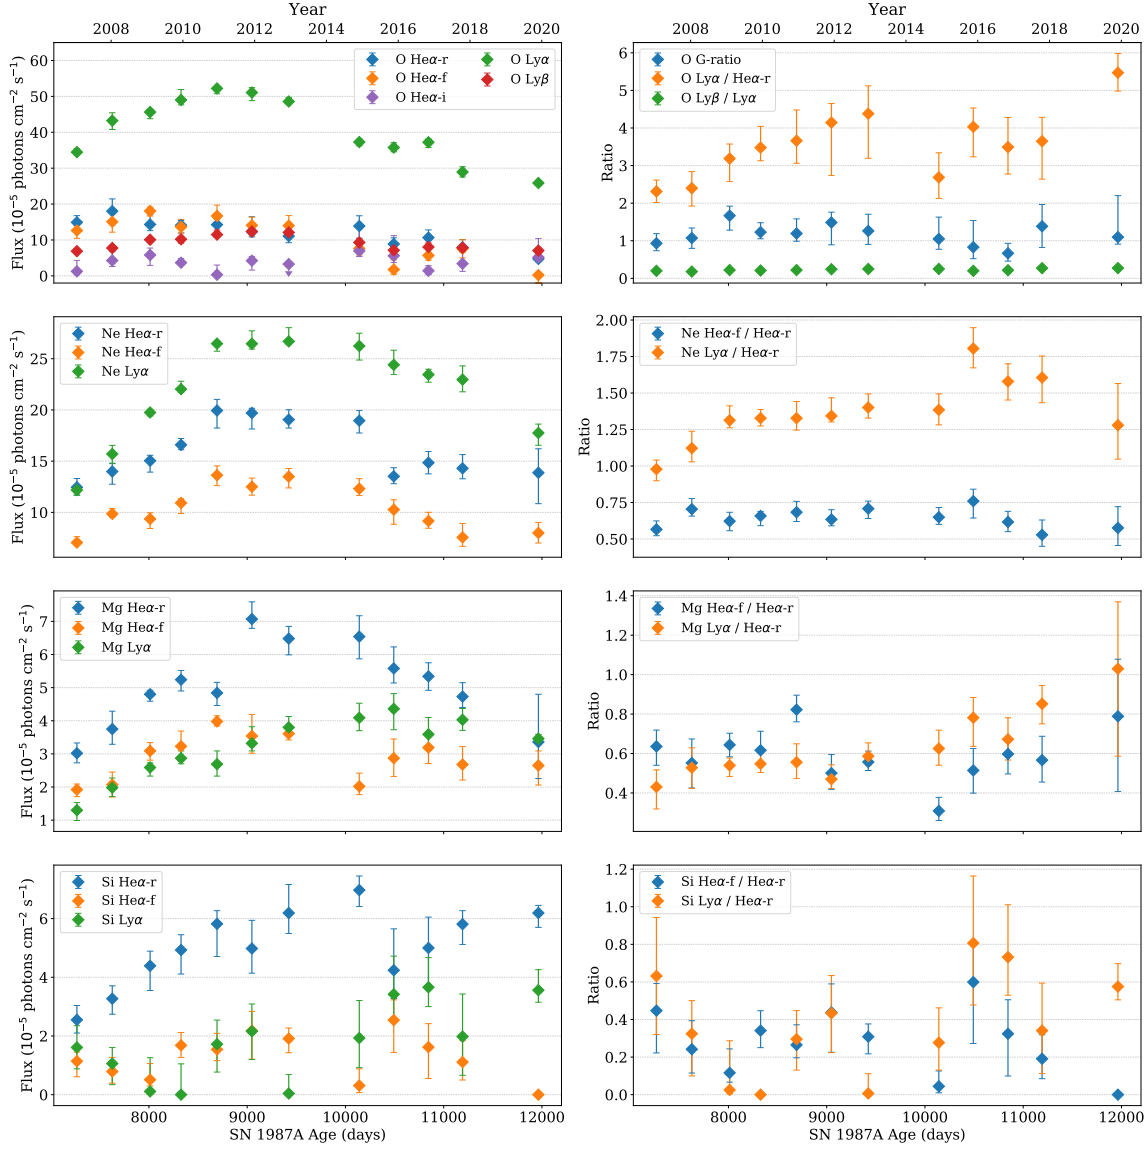 Year
2008 2010 2012 2014 2016 2018 2020
Flux (10⁻⁵ photons cm⁻² s⁻¹)
60
50
40
30
20
10
0
O Heα-r
O Heα-f
O Heα-i
O Lyα
O Lyβ
Year
2008 2010 2012 2014 2016 2018 2020
Ratio
6
5
4
3
2
1
0
O G-ratio
O Lyα / Heα-r
O Lyβ / Lyα
Flux (10⁻⁵ photons cm⁻² s⁻¹)
25
20
15
10
Ne Heα-r
Ne Heα-f
Ne Lyα
Ratio
2.00
1.75
1.50
1.25
1.00
0.75
0.50
Ne Heα-f / Heα-r
Ne Lyα / Heα-r
Flux (10⁻⁵ photons cm⁻² s⁻¹)
7
6
5
4
3
2
1
Mg Heα-r
Mg Heα-f
Mg Lyα
Ratio
1.4
1.2
1.0
0.8
0.6
0.4
Mg Heα-f / Heα-r
Mg Lyα / Heα-r
Flux (10⁻⁵ photons cm⁻² s⁻¹)
6
4
2
0
Si Heα-r
Si Heα-f
Si Lyα
8000 9000 10000 11000 12000
SN 1987A Age (days)
Ratio
1.2
1.0
0.8
0.6
0.4
0.2
0.0
Si Heα-f / Heα-r
Si Lyα / Heα-r
8000 9000 10000 11000 12000
SN 1987A Age (days)